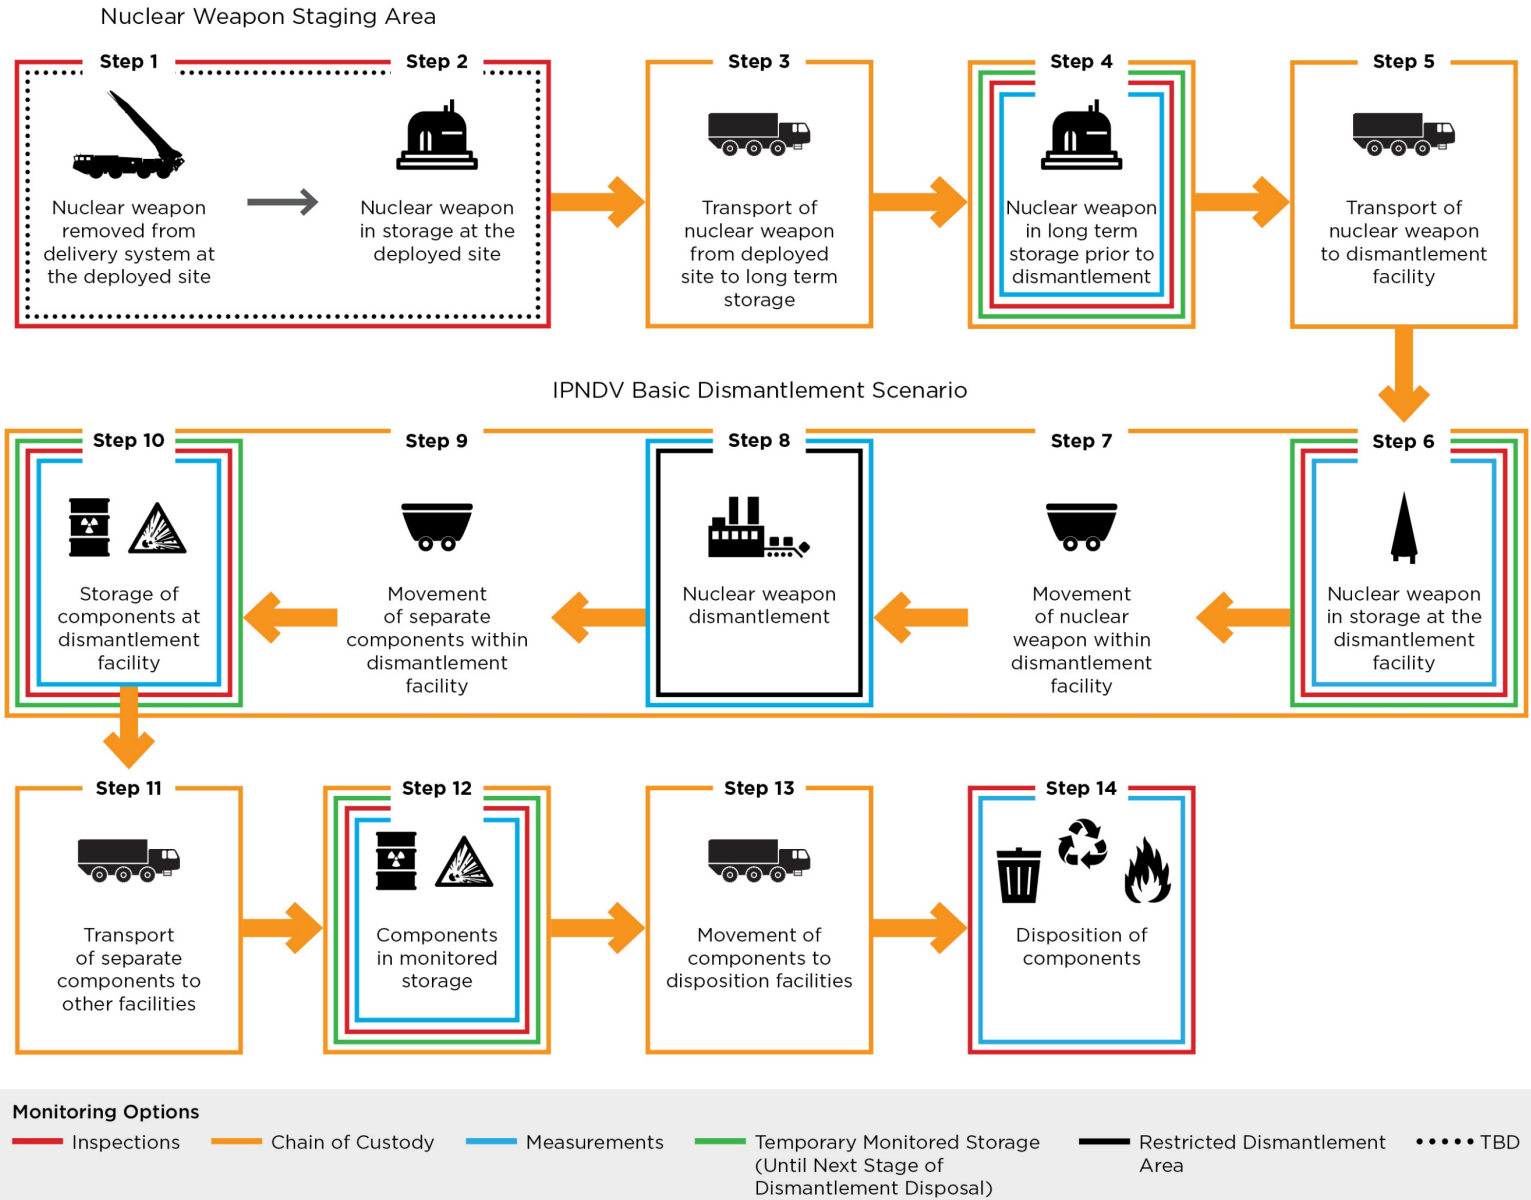 Nuclear Weapon Staging Area
Step 1
Nuclear weapon
removed from
delivery system at
the deployed site
Step 2
Nuclear weapon
in storage at the
deployed site
Step 3
Transport of
nuclear weapon
from deployed
site to long term
storage
Step 4
Nuclear weapon
in long term
storage prior to
dismantlement
Step 5
Transport of
nuclear weapon
to dismantlement
facility
IPNDV Basic Dismantlement Scenario
Step 10
Storage of
components at
dismantlement
facility
Step 9
Movement
of separate
components within
dismantlement
facility
Step 8
Nuclear weapon
dismantlement
Step 7
Movement
of nuclear
weapon within
dismantlement
facility
Step 6
Nuclear weapon
in storage at the
dismantlement
facility
Step 11
Transport
of separate
components to
other facilities
Step 12
Components
in monitored
storage
Step 13
Movement of
components to
disposition facilities
Step 14
Disposition of
components
Monitoring Options
Inspections
Chain of Custody
Measurements
Temporary Monitored Storage
(Until Next Stage of
Dismantlement Disposal)
Restricted Dismantlement
Area
TBD